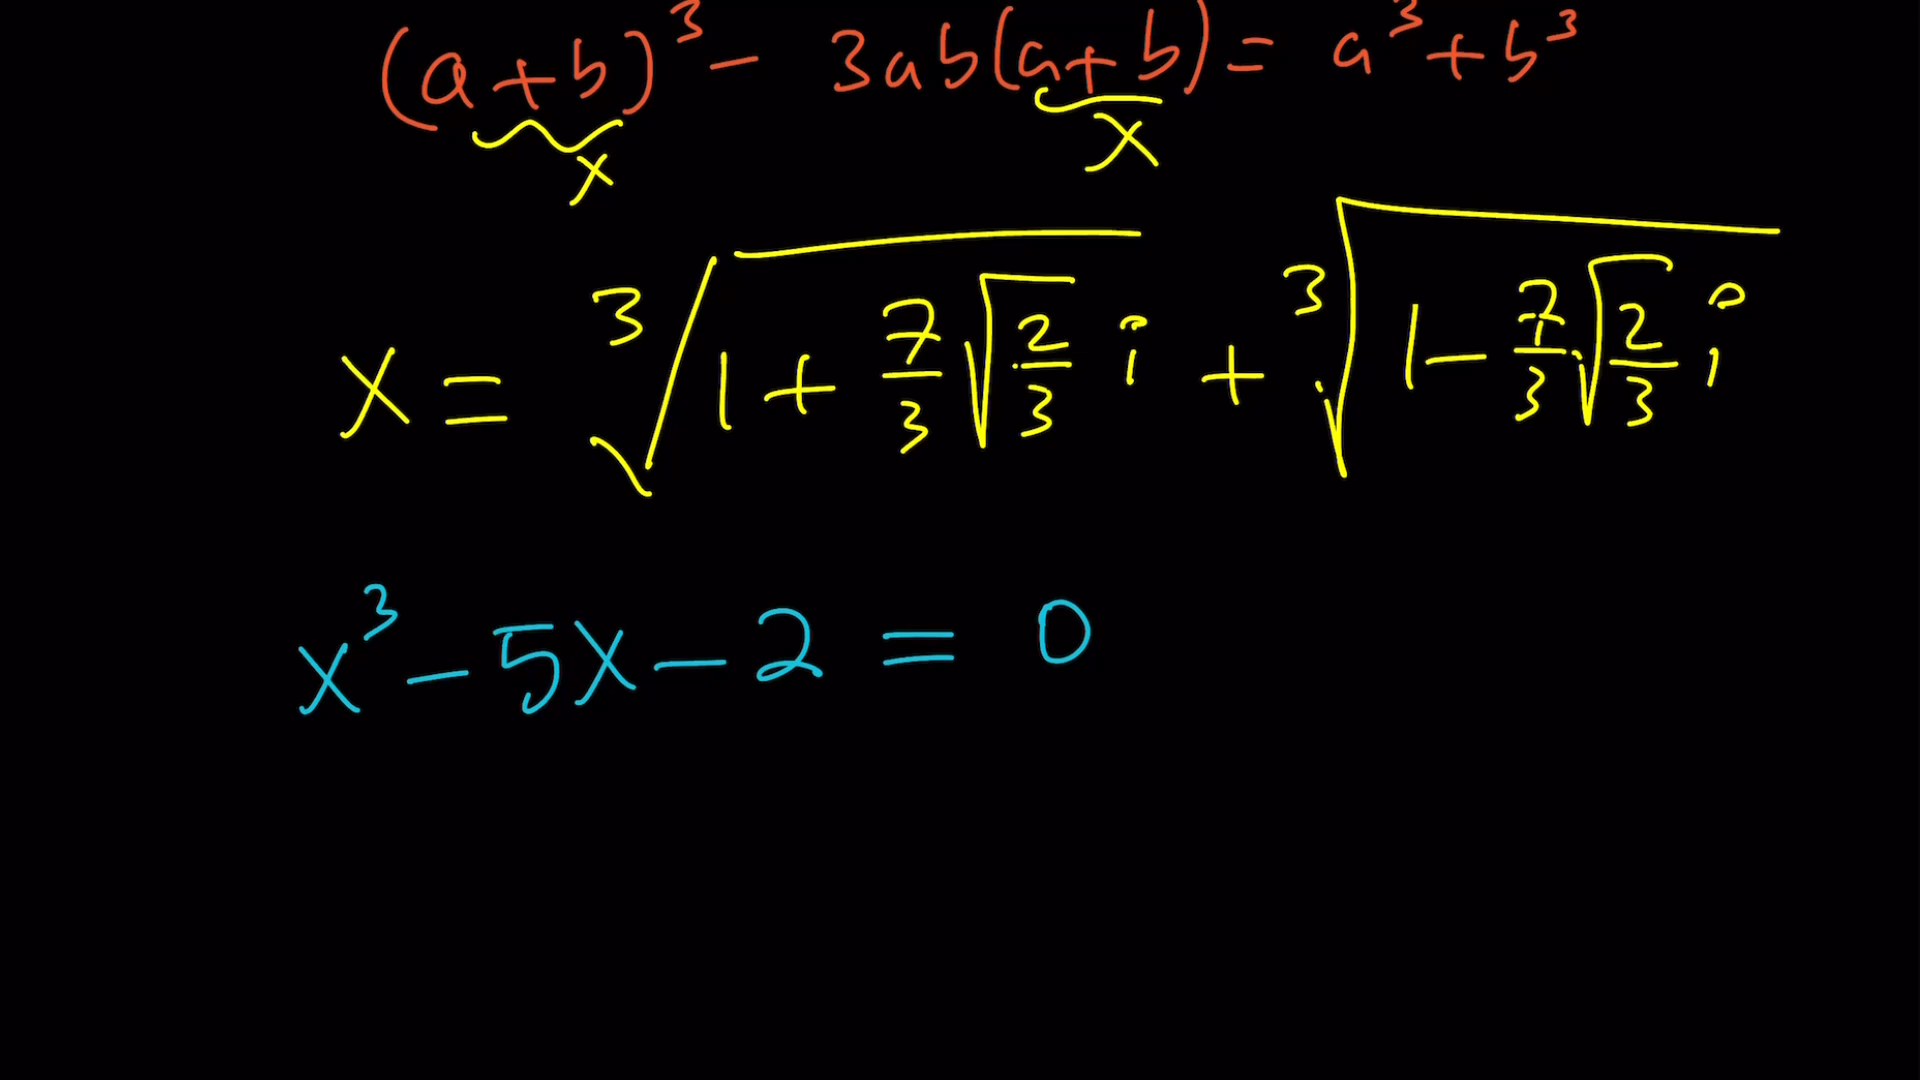 (a+b)³ - 3ab(a+b) = a³+b³
x x
x = ∛(1 + 7/3 √(2/3) i) + ∛(1 - 7/3 √(2/3) i)
x³ - 5x - 2 = 0